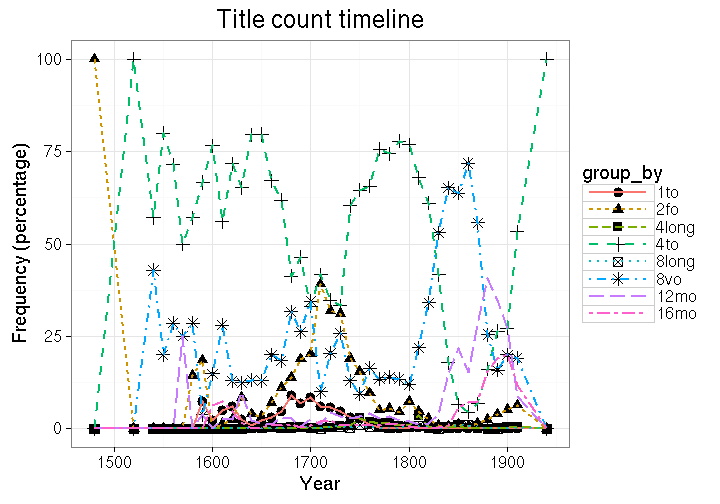 Title count timeline
Frequency (percentage)
100
75
50
25
0
1500 1600 1700 1800 1900
Year
group_by
1to
2fo
4long
4to
8long
8vo
12mo
16mo